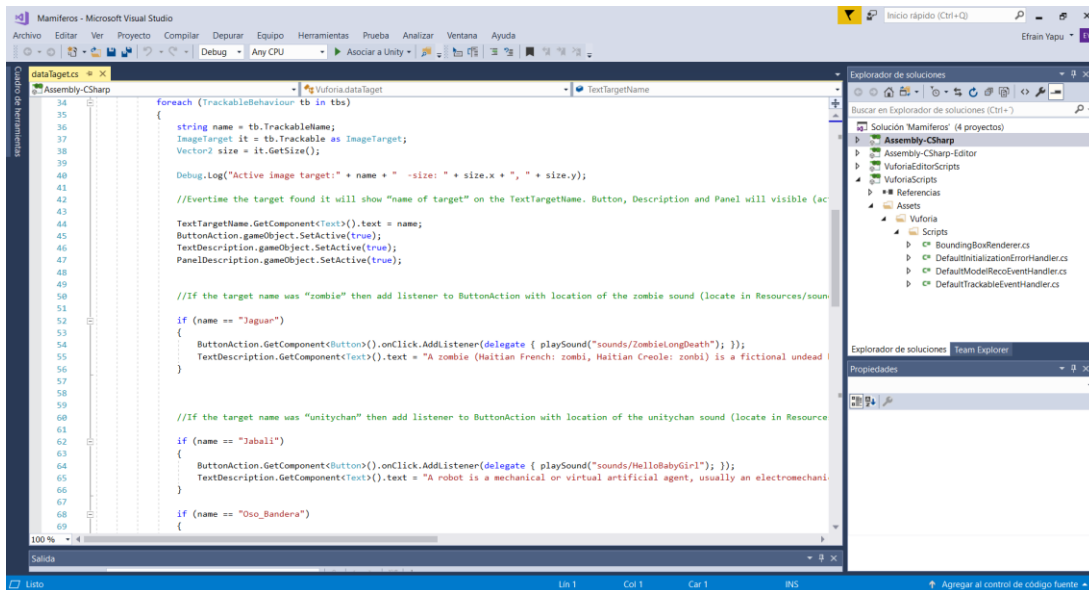 Mamiferos - Microsoft Visual Studio
Inicio rápido (Ctrl+Q)
Archivo Editar Ver Proyecto Compilar Depurar Equipo Herramientas Prueba Analizar Ventana Ayuda
Efrain Yapu
Debug Any CPU Asociar a Unity
Cuadro de herramientas
dataTaget.cs
Assembly-CSharp Vuforia.dataTaget TextTargetName
34 foreach (TrackableBehaviour tb in tbs)
35 {
36 string name = tb.TrackableName;
37 ImageTarget it = tb.Trackable as ImageTarget;
38 Vector2 size = it.GetSize();
39
40 Debug.Log("Active image target:" + name + "  -size: " + size.x + ", " + size.y);
41
42 //Evertime the target found it will show “name of target” on the TextTargetName. Button, Description and Panel will visible (ac
43
44 TextTargetName.GetComponent<Text>().text = name;
45 ButtonAction.gameObject.SetActive(true);
46 TextDescription.gameObject.SetActive(true);
47 PanelDescription.gameObject.SetActive(true);
48
49
50 //If the target name was “zombie” then add listener to ButtonAction with location of the zombie sound (locate in Resources/soun
51
52 if (name == "Jaguar")
53 {
54 ButtonAction.GetComponent<Button>().onClick.AddListener(delegate { playSound("sounds/ZombieLongDeath"); });
55 TextDescription.GetComponent<Text>().text = "A zombie (Haitian French: zombi, Haitian Creole: zonbi) is a fictional undead
56 }
57
58
59
60 //If the target name was “unitychan” then add listener to ButtonAction with location of the unitychan sound (locate in Resource
61
62 if (name == "Jabali")
63 {
64 ButtonAction.GetComponent<Button>().onClick.AddListener(delegate { playSound("sounds/HelloBabyGirl"); });
65 TextDescription.GetComponent<Text>().text = "A robot is a mechanical or virtual artificial agent, usually an electromechani
66 }
67
68 if (name == "Oso_Bandera")
69 {
100 %
Salida
Explorador de soluciones
Buscar en Explorador de soluciones (Ctrl+')
Solución 'Mamiferos' (4 proyectos)
Assembly-CSharp
Assembly-CSharp-Editor
VuforiaEditorScripts
VuforiaScripts
Referencias
Assets
Vuforia
Scripts
C# BoundingBoxRenderer.cs
C# DefaultInitializationErrorHandler.cs
C# DefaultModelRecoEventHandler.cs
C# DefaultTrackableEventHandler.cs
Explorador de soluciones Team Explorer
Propiedades
Listo Lín 1 Col 1 Car 1 INS Agregar al control de código fuente